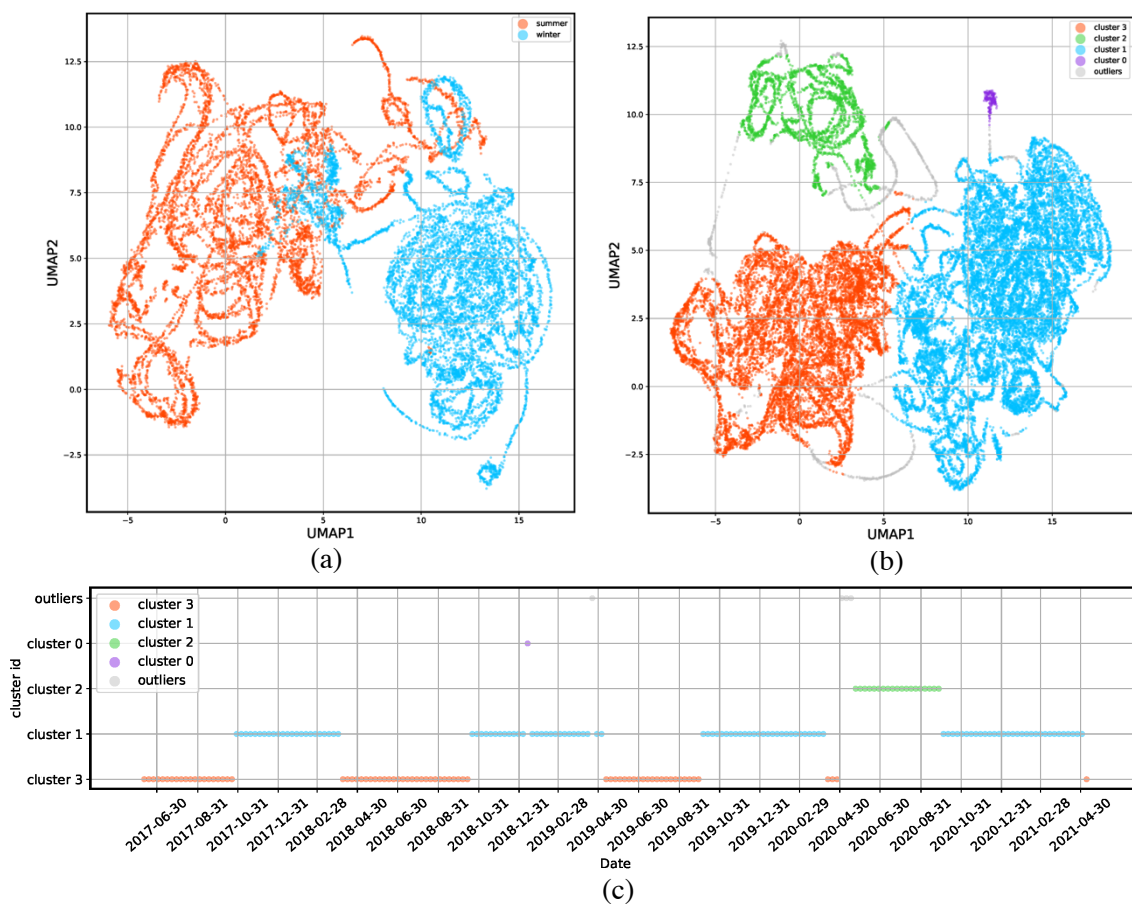 summer
winter
12.5
10.0
7.5
5.0
2.5
0.0
−2.5
UMAP2
−5
0
5
10
15
UMAP1
(a)
cluster 3
cluster 2
cluster 1
cluster 0
outliers
12.5
10.0
7.5
5.0
2.5
0.0
−2.5
UMAP2
−5
0
5
10
15
UMAP1
(b)
cluster 3
cluster 1
cluster 2
cluster 0
outliers
outliers
cluster 0
cluster 2
cluster 1
cluster 3
cluster id
2017-06-30
2017-08-31
2017-10-31
2017-12-31
2018-02-28
2018-04-30
2018-06-30
2018-08-31
2018-10-31
2018-12-31
2019-02-28
2019-04-30
2019-06-30
2019-08-31
2019-10-31
2019-12-31
2020-02-29
2020-04-30
2020-06-30
2020-08-31
2020-10-31
2020-12-31
2021-02-28
2021-04-30
Date
(c)